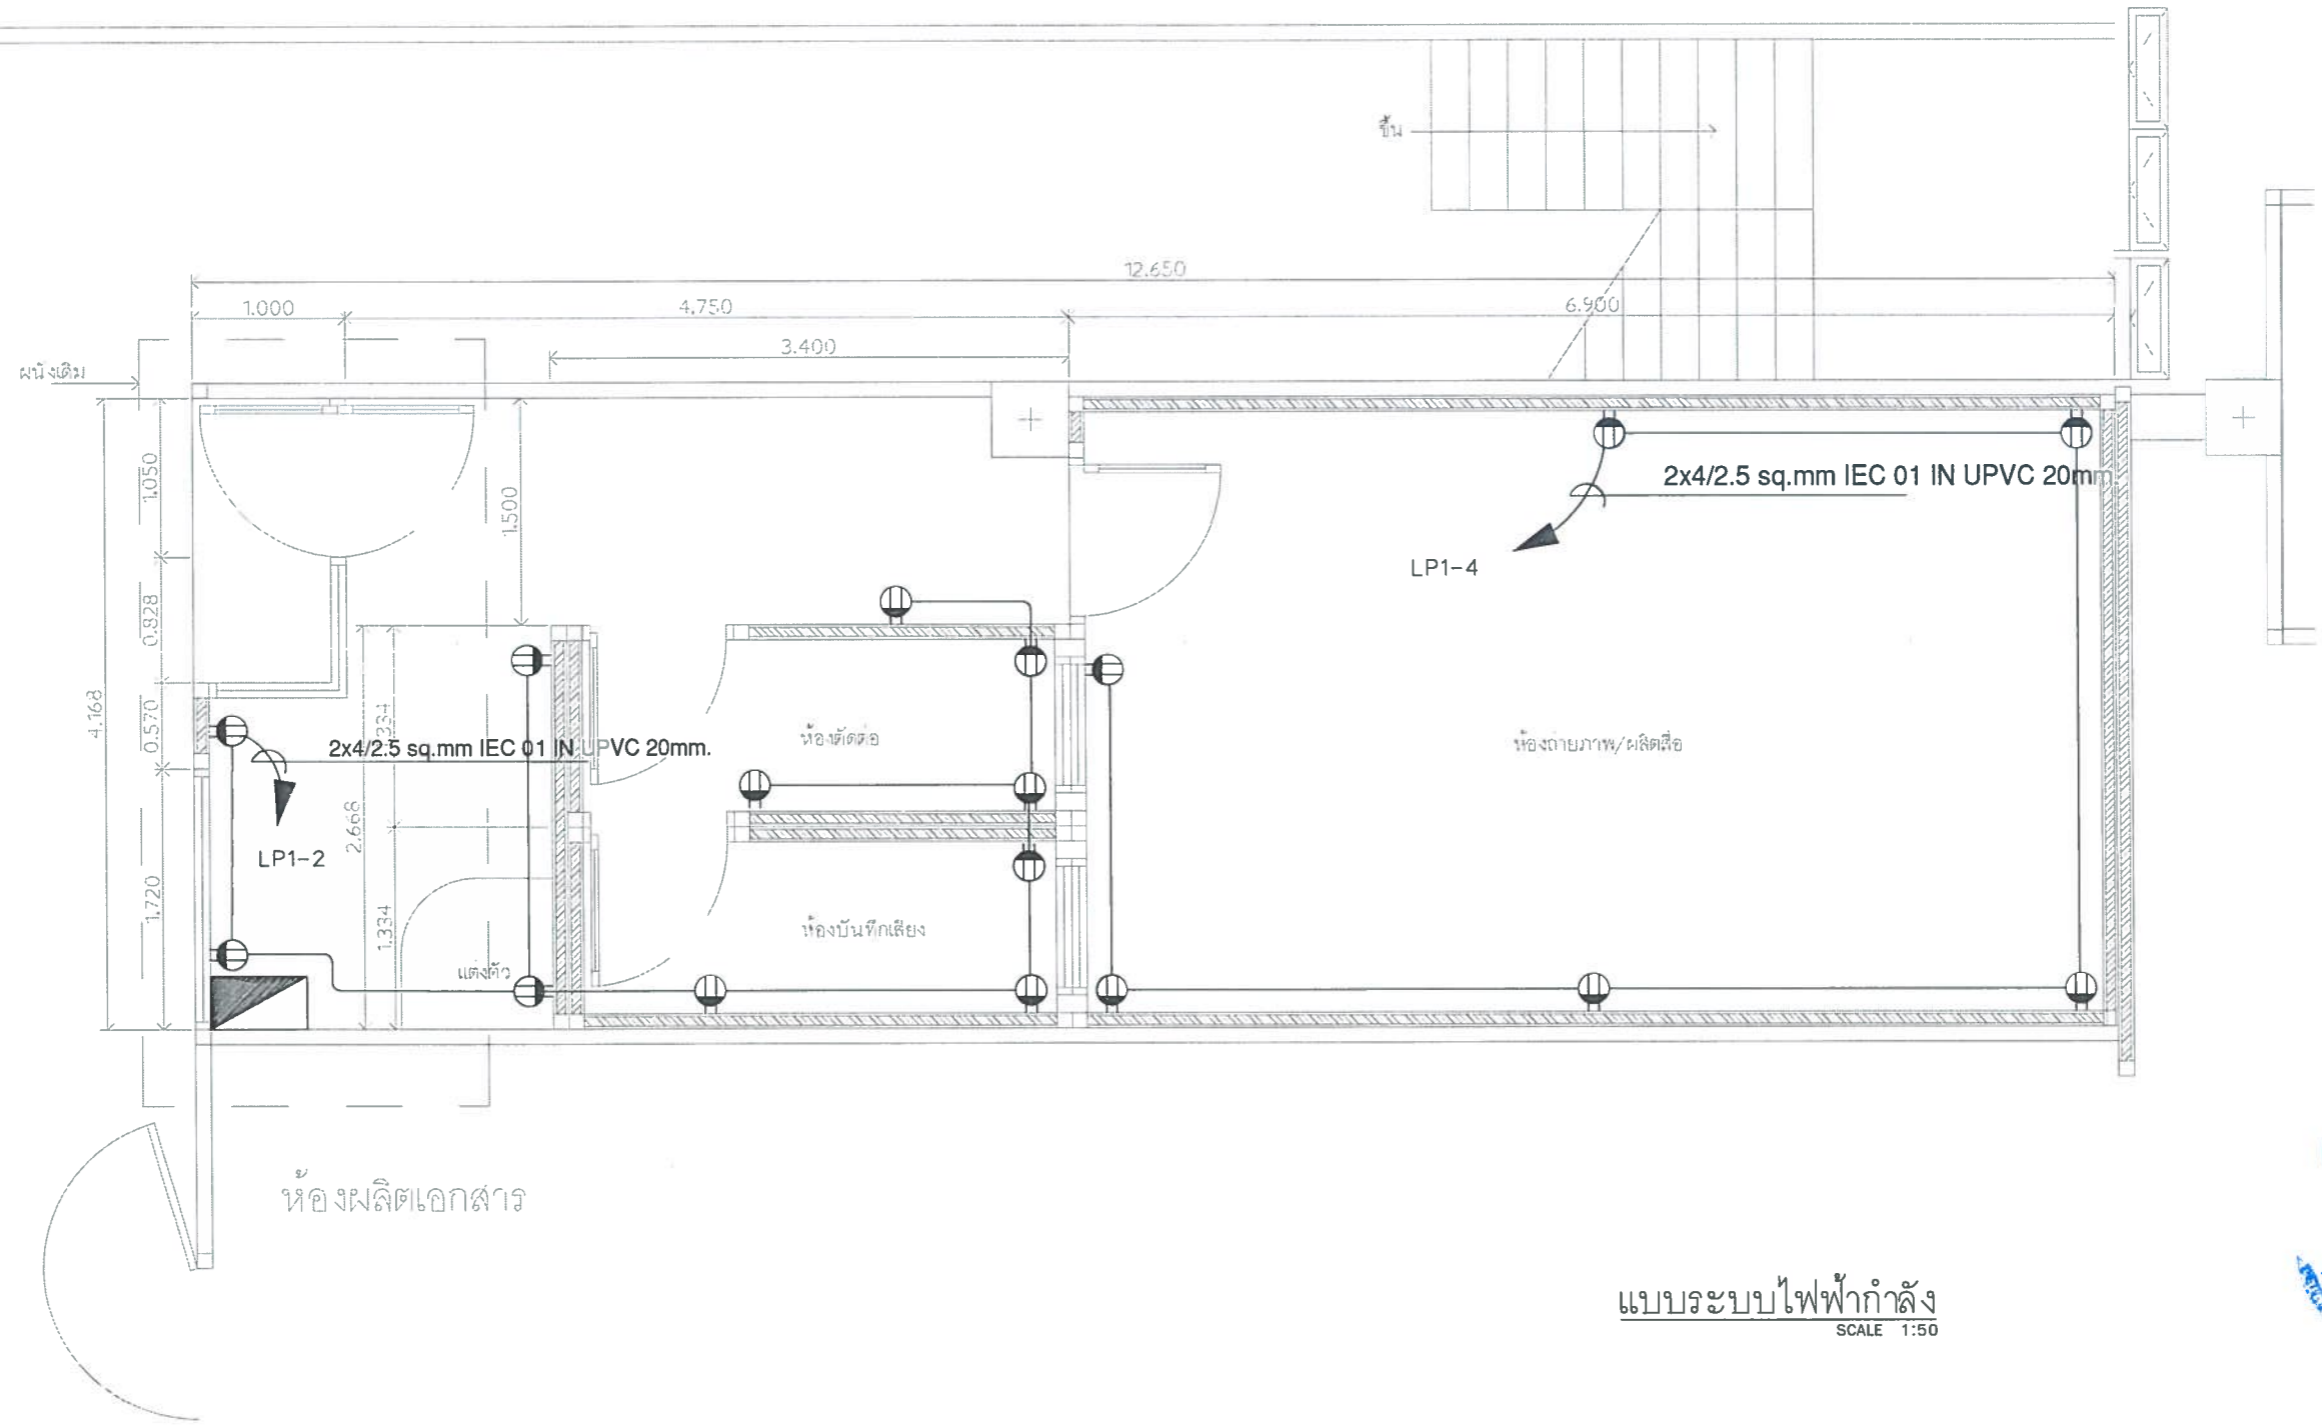 ขึ้น
12.650
1.000
4.750
6.900
3.400
ผนังเดิม
1.050
1.500
2x4/2.5 sq.mm IEC 01 IN UPVC 20mm.
LP1-4
0.828
4.168
0.570
1.334
ห้องตัดต่อ
ห้องถ่ายภาพ/ผลิตสื่อ
2x4/2.5 sq.mm IEC 01 IN UPVC 20mm.
2.668
LP1-2
1.720
1.334
ห้องบันทึกเสียง
แต่งตัว
ห้องผลิตเอกสาร
แบบระบบไฟฟ้ากำลัง
SCALE 1:50